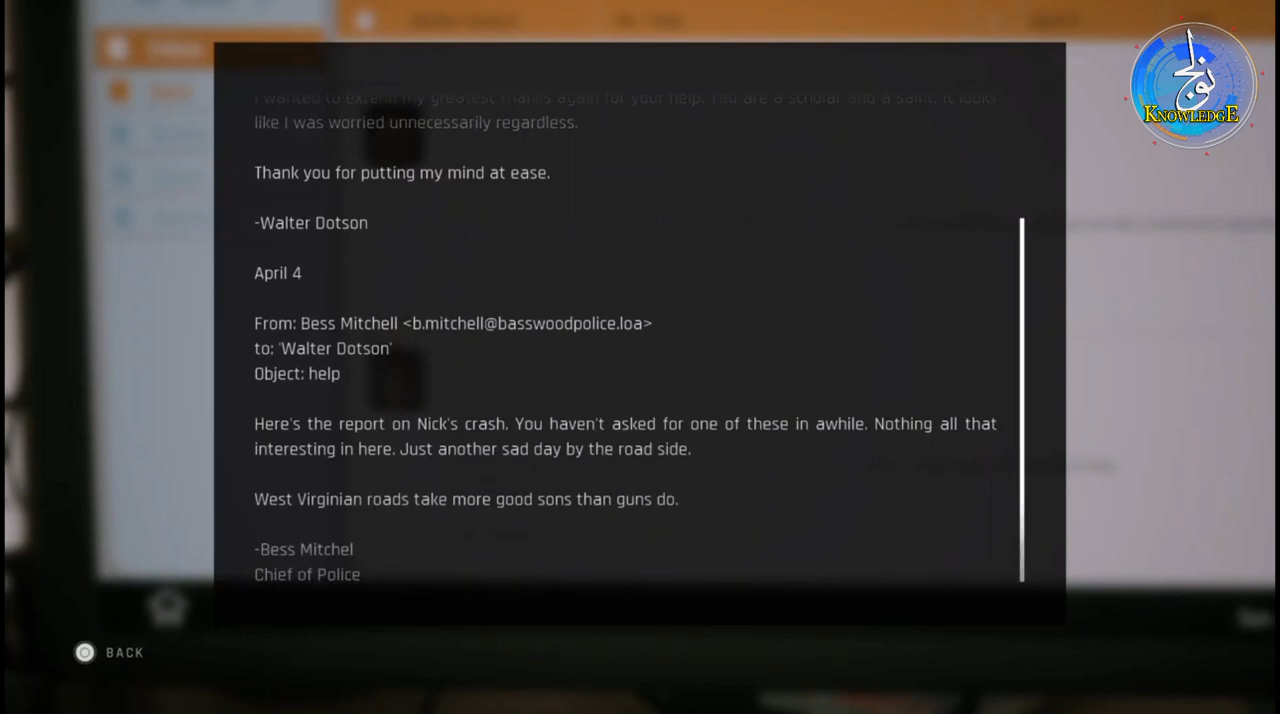 I wanted to extend my greatest thanks again for your help. You are a scholar and a saint. It looks
like I was worried unnecessarily regardless.
Thank you for putting my mind at ease.
-Walter Dotson
April 4
From: Bess Mitchell <b.mitchell@basswoodpolice.loa>
to: 'Walter Dotson'
Object: help
Here's the report on Nick's crash. You haven't asked for one of these in awhile. Nothing all that
interesting in here. Just another sad day by the road side.
West Virginian roads take more good sons than guns do.
-Bess Mitchel
Chief of Police
BACK
نولج
KNOWLEDGE